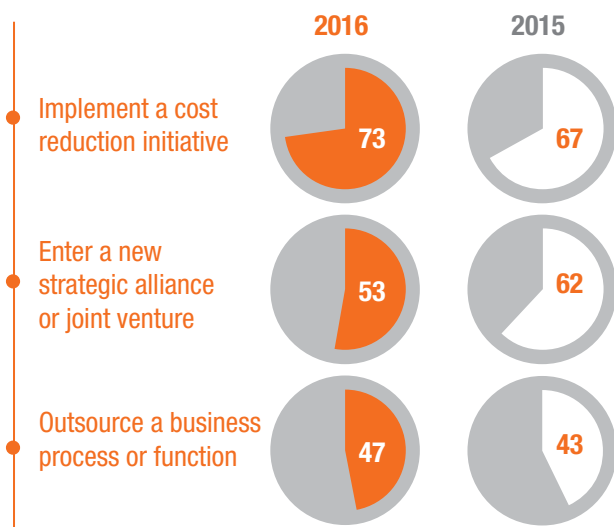 2016 2015
Implement a cost
reduction initiative
73 67
Enter a new
strategic alliance
or joint venture
53 62
Outsource a business
process or function
47 43